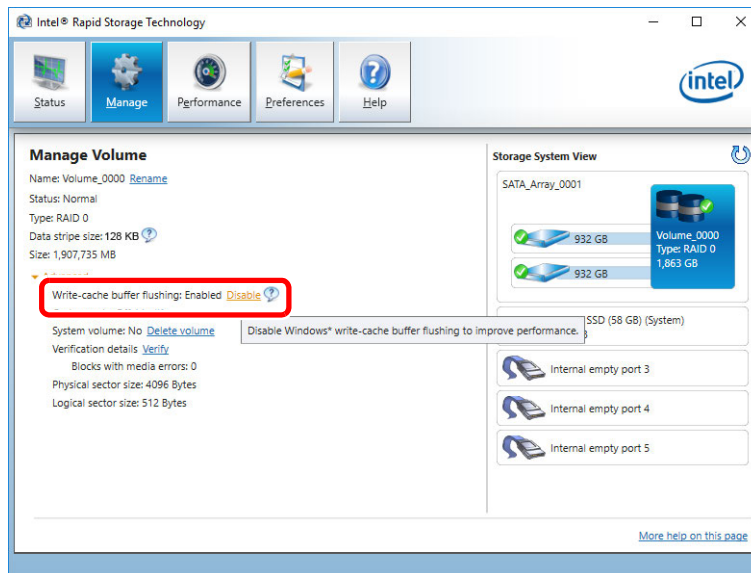 Intel® Rapid Storage Technology
Status
Manage
Performance
Preferences
Help
intel
Manage Volume
Name: Volume_0000 Rename
Status: Normal
Type: RAID 0
Data stripe size: 128 KB
Size: 1,907,735 MB
Write-cache buffer flushing: Enabled Disable
System volume: No Delete volume
Disable Windows* write-cache buffer flushing to improve performance.
Verification details Verify
Blocks with media errors: 0
Physical sector size: 4096 Bytes
Logical sector size: 512 Bytes
Storage System View
SATA_Array_0001
932 GB
932 GB
Volume_0000
Type: RAID 0
1,863 GB
SSD (58 GB) (System)
Internal empty port 3
Internal empty port 4
Internal empty port 5
More help on this page